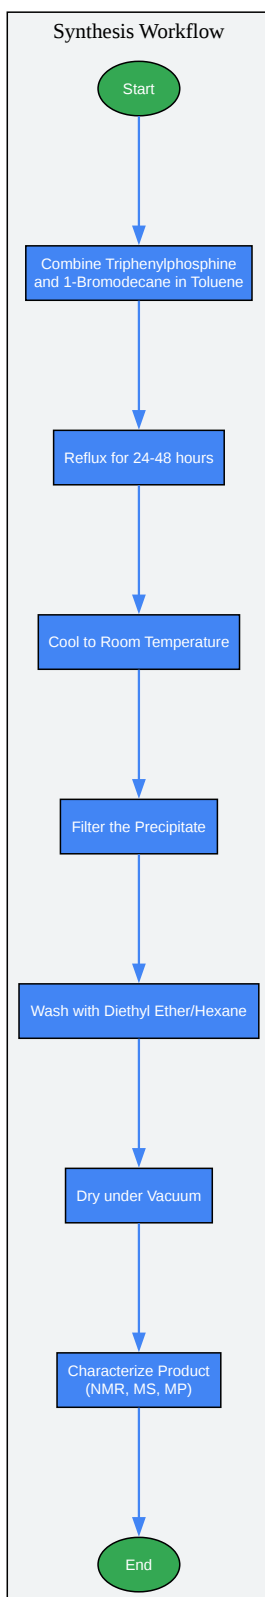 Synthesis Workflow
Start
Combine Triphenylphosphine
and 1-Bromodecane in Toluene
Reflux for 24-48 hours
Cool to Room Temperature
Filter the Precipitate
Wash with Diethyl Ether/Hexane
Dry under Vacuum
Characterize Product
(NMR, MS, MP)
End